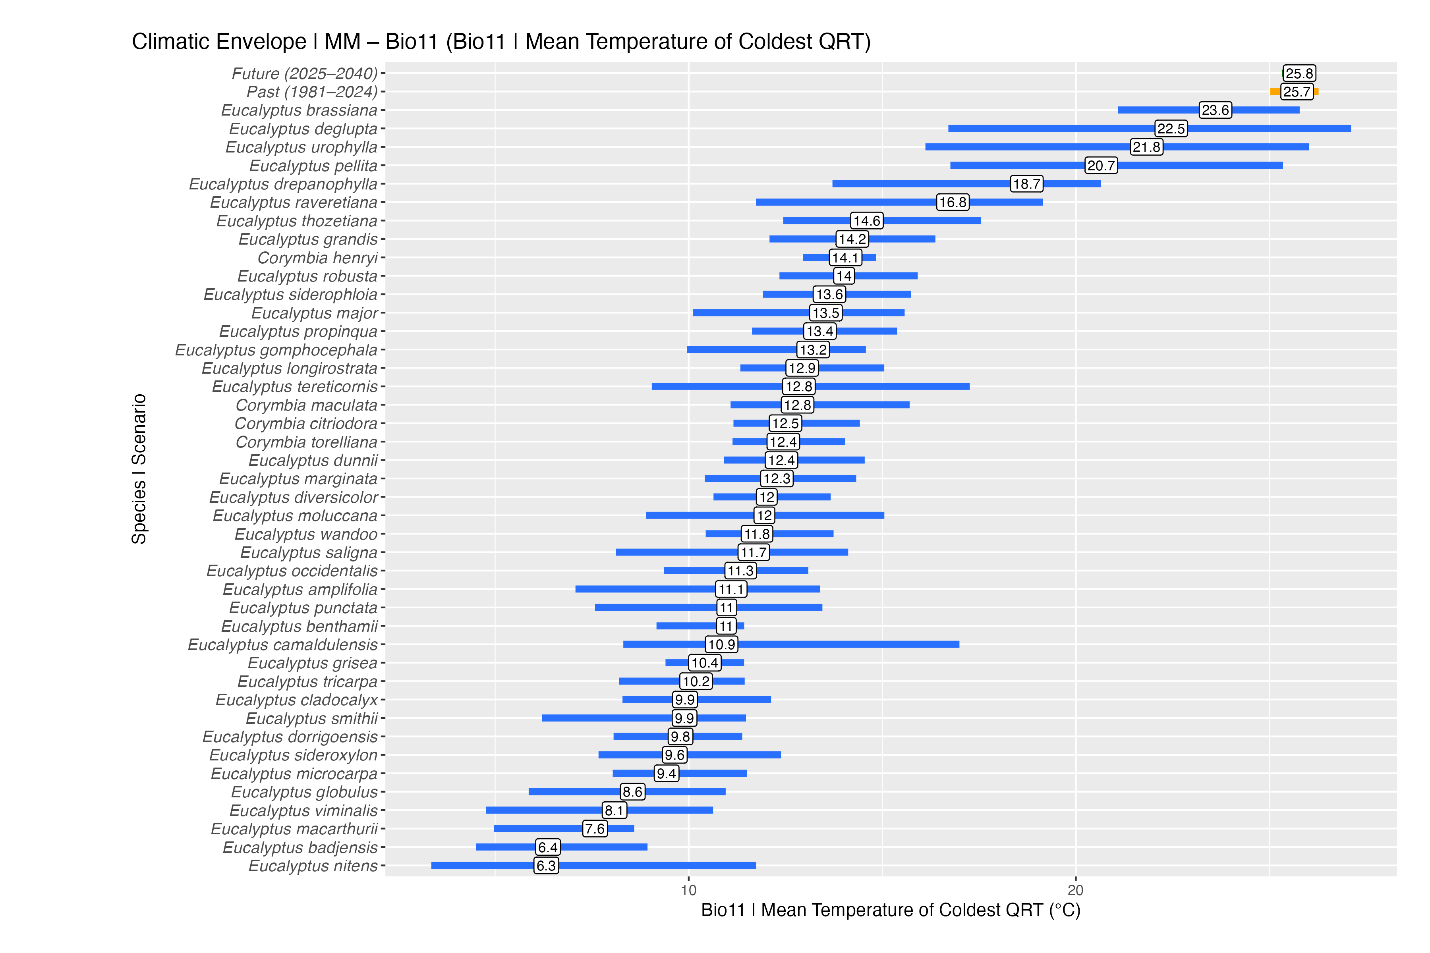 Climatic Envelope | MM – Bio11 (Bio11 | Mean Temperature of Coldest QRT)
Species | Scenario
Future (2025–2040) 25.8
Past (1981–2024) 25.7
Eucalyptus brassiana 23.6
Eucalyptus deglupta 22.5
Eucalyptus urophylla 21.8
Eucalyptus pellita 20.7
Eucalyptus drepanophylla 18.7
Eucalyptus raveretiana 16.8
Eucalyptus thozetiana 14.6
Eucalyptus grandis 14.2
Corymbia henryi 14.1
Eucalyptus robusta 14
Eucalyptus siderophloia 13.6
Eucalyptus major 13.5
Eucalyptus propinqua 13.4
Eucalyptus gomphocephala 13.2
Eucalyptus longirostrata 12.9
Eucalyptus tereticornis 12.8
Corymbia maculata 12.8
Corymbia citriodora 12.5
Corymbia torelliana 12.4
Eucalyptus dunnii 12.4
Eucalyptus marginata 12.3
Eucalyptus diversicolor 12
Eucalyptus moluccana 12
Eucalyptus wandoo 11.8
Eucalyptus saligna 11.7
Eucalyptus occidentalis 11.3
Eucalyptus amplifolia 11.1
Eucalyptus punctata 11
Eucalyptus benthamii 11
Eucalyptus camaldulensis 10.9
Eucalyptus grisea 10.4
Eucalyptus tricarpa 10.2
Eucalyptus cladocalyx 9.9
Eucalyptus smithii 9.9
Eucalyptus dorrigoensis 9.8
Eucalyptus sideroxylon 9.6
Eucalyptus microcarpa 9.4
Eucalyptus globulus 8.6
Eucalyptus viminalis 8.1
Eucalyptus macarthurii 7.6
Eucalyptus badjensis 6.4
Eucalyptus nitens 6.3
10 20
Bio11 | Mean Temperature of Coldest QRT (°C)